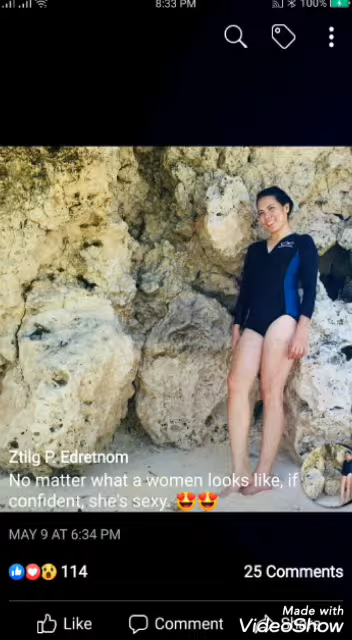 8:33 PM 100%
Ztilg P. Edretnom
No matter what a women looks like, if
confident, she's sexy. 😍😍
MAY 9 AT 6:34 PM
114 25 Comments
Made with
Like Comment
VideoShow